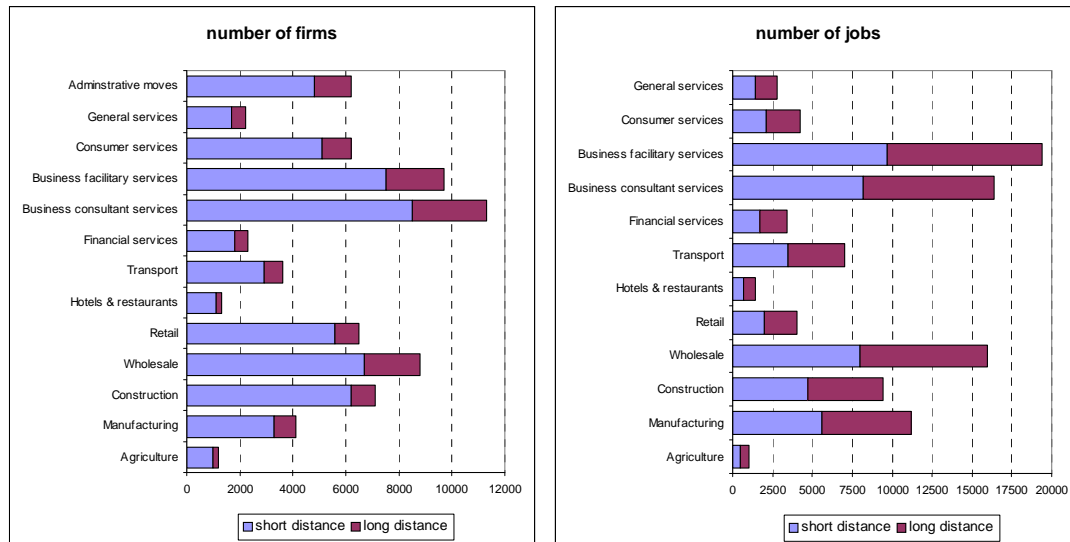 number of firms
Adminstrative moves
General services
Consumer services
Business facilitary services
Business consultant services
Financial services
Transport
Hotels & restaurants
Retail
Wholesale
Construction
Manufacturing
Agriculture
0 2000 4000 6000 8000 10000 12000
short distance long distance
number of jobs
General services
Consumer services
Business facilitary services
Business consultant services
Financial services
Transport
Hotels & restaurants
Retail
Wholesale
Construction
Manufacturing
Agriculture
0 2500 5000 7500 10000 12500 15000 17500 20000
short distance long distance